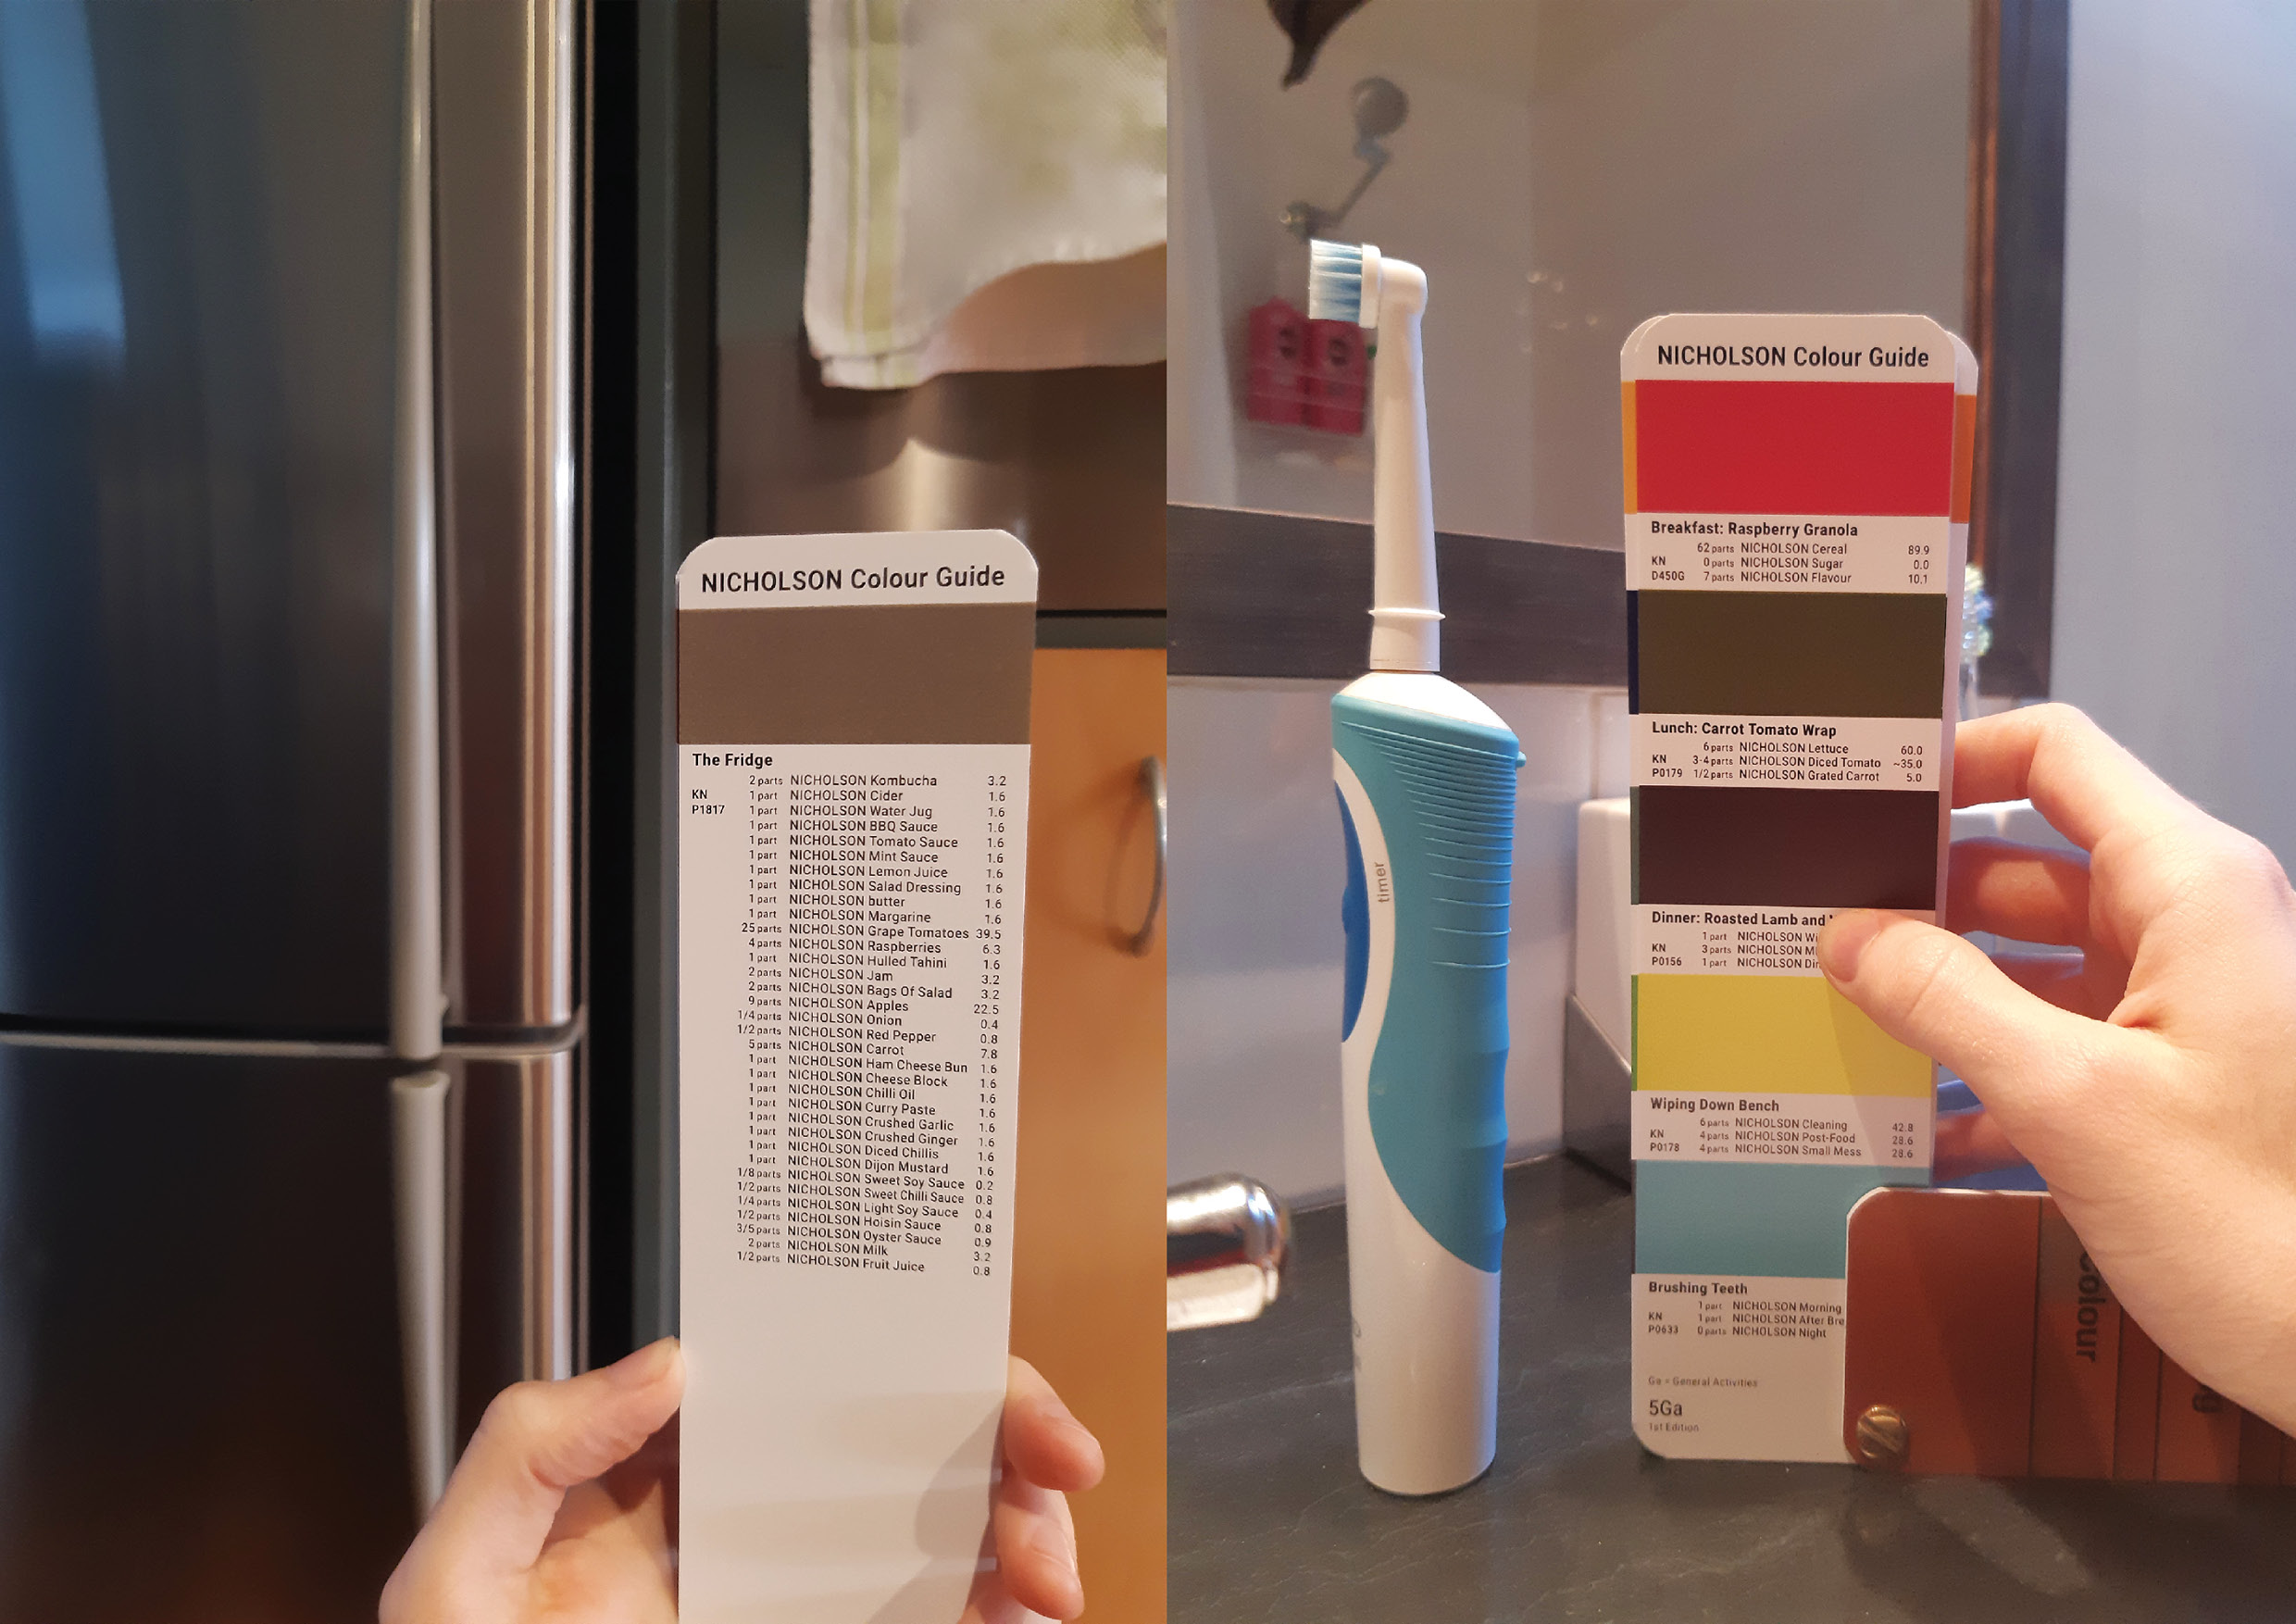 NICHOLSON Colour Guide
The Fridge
2 parts NICHOLSON Kombucha 3.2
KN 1 part NICHOLSON Cider 1.6
P1817 1 part NICHOLSON Water Jug 1.6
1 part NICHOLSON BBQ Sauce 1.6
1 part NICHOLSON Tomato Sauce 1.6
1 part NICHOLSON Mint Sauce 1.6
1 part NICHOLSON Lemon Juice 1.6
1 part NICHOLSON Salad Dressing 1.6
1 part NICHOLSON butter 1.6
1 part NICHOLSON Margarine 1.6
25 parts NICHOLSON Grape Tomatoes 39.5
4 parts NICHOLSON Raspberries 6.3
1 part NICHOLSON Hulled Tahini 1.6
2 parts NICHOLSON Jam 3.2
2 parts NICHOLSON Bags Of Salad 3.2
9 parts NICHOLSON Apples 22.5
1/4 parts NICHOLSON Onion 0.4
1/2 parts NICHOLSON Red Pepper 0.8
5 parts NICHOLSON Carrot 7.8
1 part NICHOLSON Ham Cheese Bun 1.6
1 part NICHOLSON Cheese Block 1.6
1 part NICHOLSON Chilli Oil 1.6
1 part NICHOLSON Curry Paste 1.6
1 part NICHOLSON Crushed Garlic 1.6
1 part NICHOLSON Crushed Ginger 1.6
1 part NICHOLSON Diced Chillis 1.6
1 part NICHOLSON Dijon Mustard 1.6
1/8 parts NICHOLSON Sweet Soy Sauce 0.2
1/2 parts NICHOLSON Sweet Chilli Sauce 0.8
1/4 parts NICHOLSON Light Soy Sauce 0.4
1/2 parts NICHOLSON Hoisin Sauce 0.8
3/5 parts NICHOLSON Oyster Sauce 0.9
2 parts NICHOLSON Milk 3.2
1/2 parts NICHOLSON Fruit Juice 0.8
timer
NICHOLSON Colour Guide
Breakfast: Raspberry Granola
62 parts NICHOLSON Cereal 89.9
KN 0 parts NICHOLSON Sugar 0.0
D450G 7 parts NICHOLSON Flavour 10.1
Lunch: Carrot Tomato Wrap
6 parts NICHOLSON Lettuce 60.0
KN 3-4 parts NICHOLSON Diced Tomato ~35.0
P0179 1/2 parts NICHOLSON Grated Carrot 5.0
Dinner: Roasted Lamb and
1 part NICHOLSON
KN 3 parts NICHOLSON
P0156 1 part NICHOLSON
Wiping Down Bench
6 parts NICHOLSON Cleaning 42.8
KN 4 parts NICHOLSON Post-Food 28.6
P0178 4 parts NICHOLSON Small Mess 28.6
Brushing Teeth
1 part NICHOLSON Morning
KN 1 part NICHOLSON After Bre
P0633 0 parts NICHOLSON Night
Ga = General Activities
5Ga
1st Edition
Colour